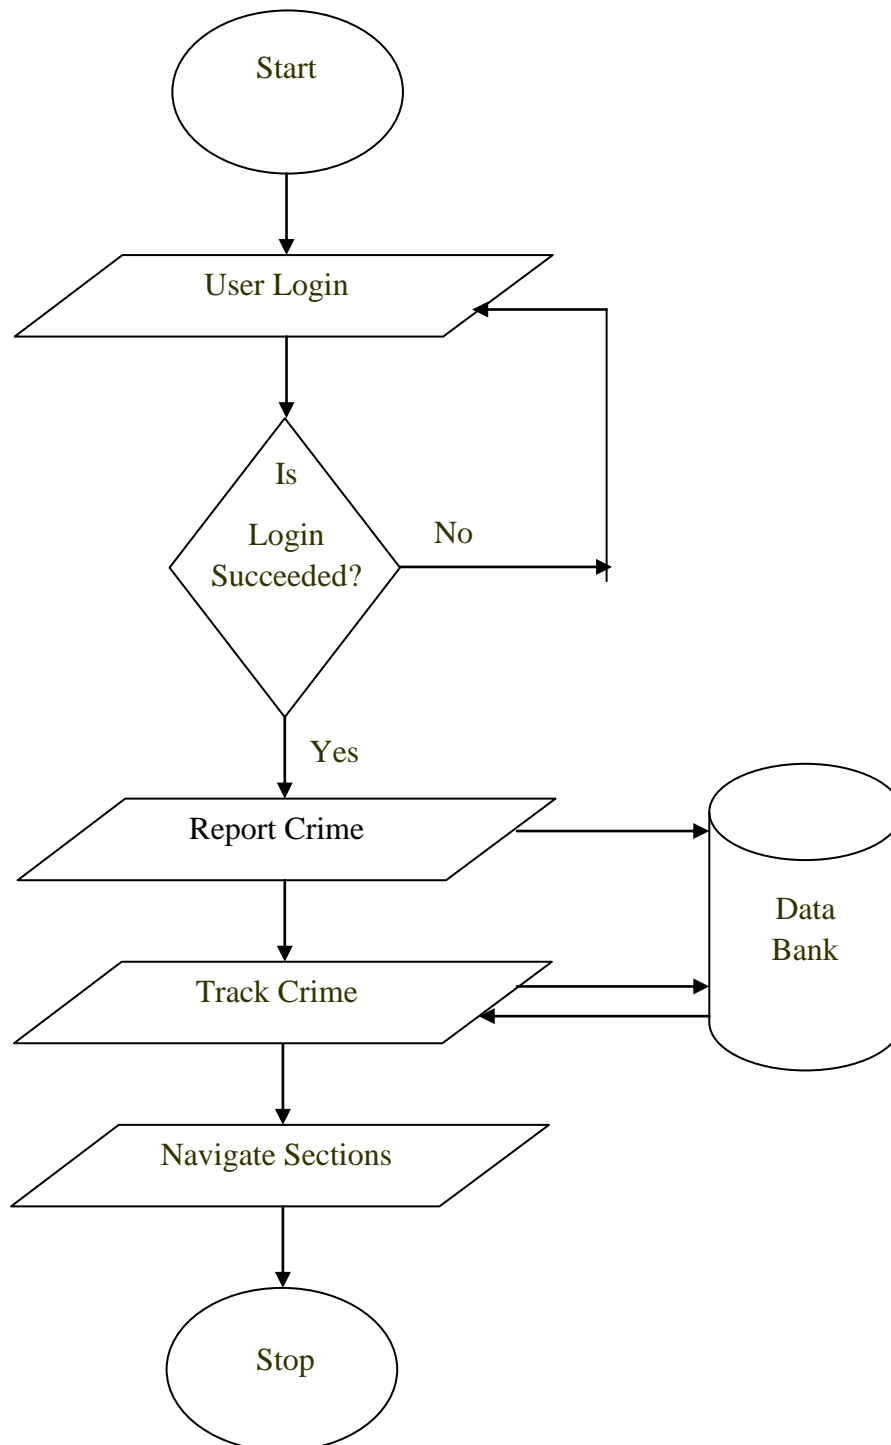 Start
User Login
Is
Login
Succeeded?
No
Yes
Report Crime
Data
Bank
Track Crime
Navigate Sections
Stop